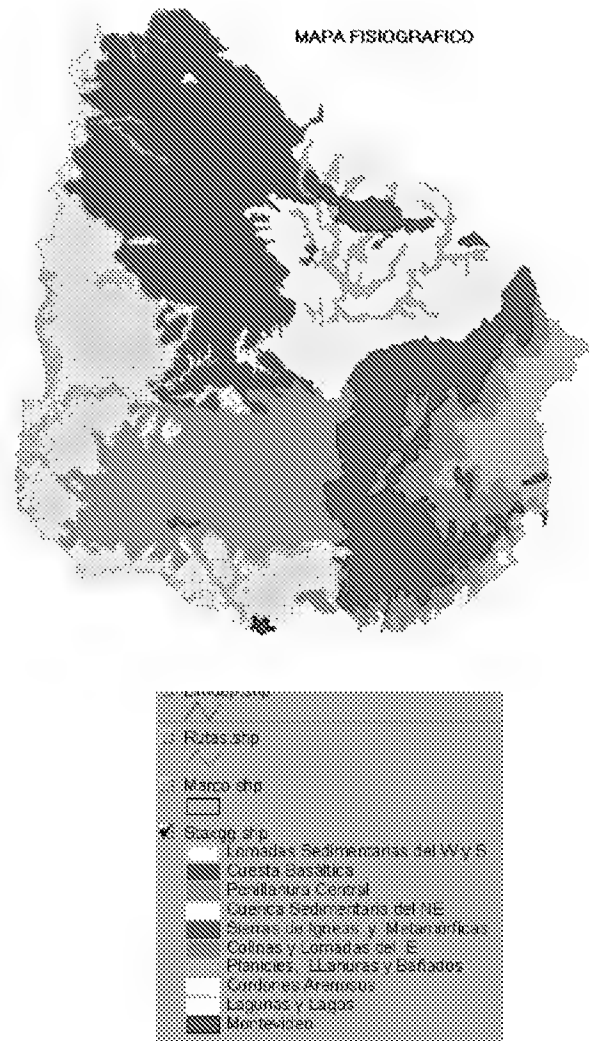 MAPA FISIOGRAFICO
Rutas.shp
Marco.shp
Lomadas Sedimentarias del W y S
Cuesta Basáltica
Penillanura Central
Cuenca Sedimentaria del NE
Sierras de Igneas y Metamórficas
Colinas y Lomadas del E
Planicies, LLanuras y Bañados
Cordones Arenosos
Lagunas y Lagos
Montevideo